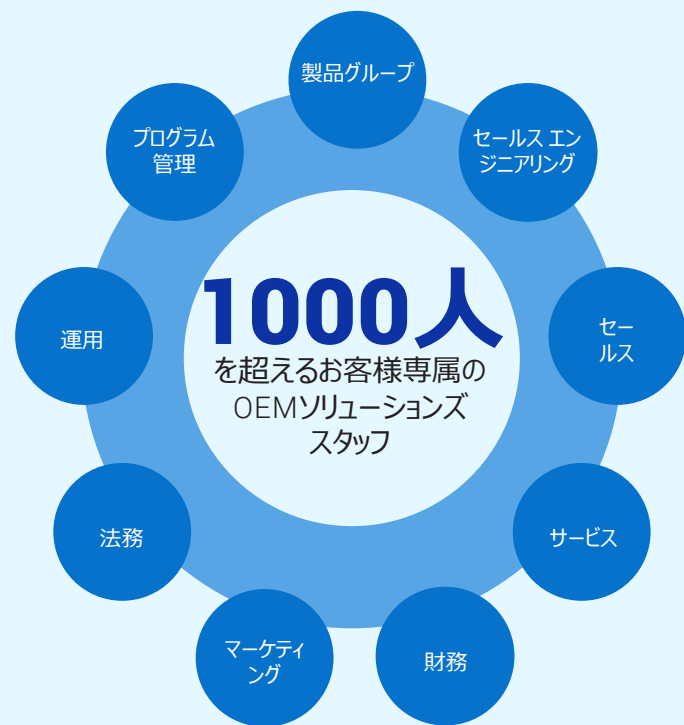 製品グループ
プログラム
管理
セールス エン
ジニアリング
運用
1000人
を超えるお客様専属の
OEMソリューションズ
スタッフ
セー
ルス
法務
サービス
マーケティ
ング
財務